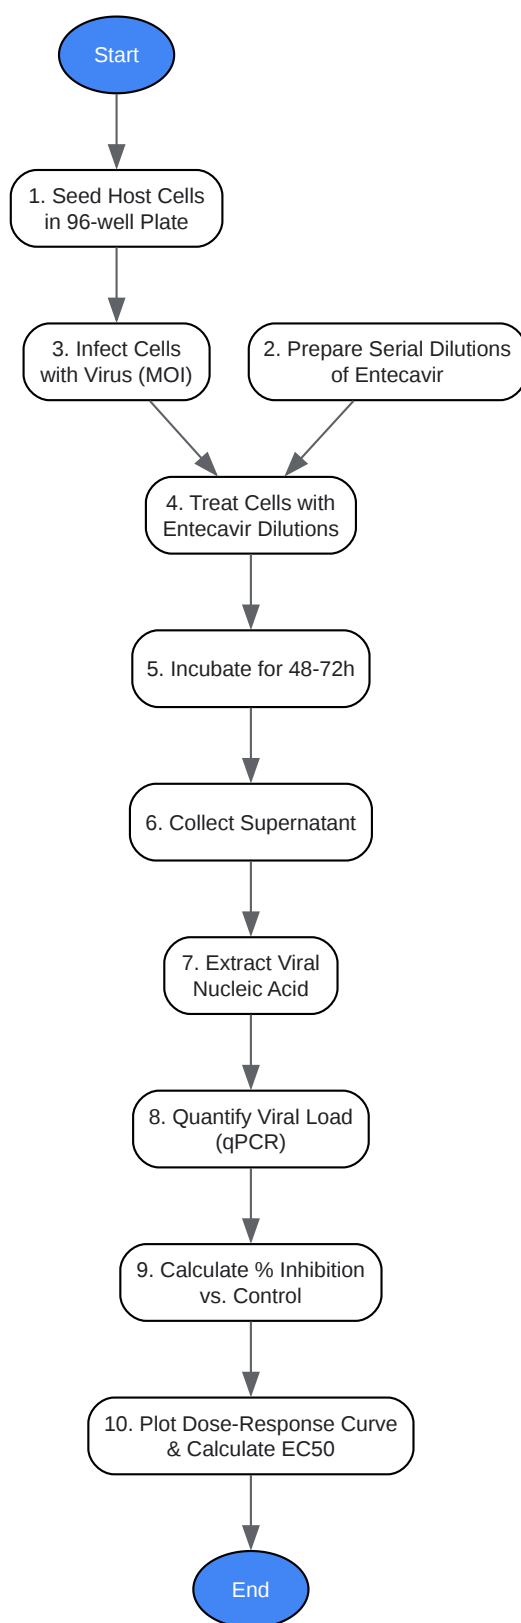 Start
1. Seed Host Cells
in 96-well Plate
3. Infect Cells
with Virus (MOI)
2. Prepare Serial Dilutions
of Entecavir
4. Treat Cells with
Entecavir Dilutions
5. Incubate for 48-72h
6. Collect Supernatant
7. Extract Viral
Nucleic Acid
8. Quantify Viral Load
(qPCR)
9. Calculate % Inhibition
vs. Control
10. Plot Dose-Response Curve
& Calculate EC50
End